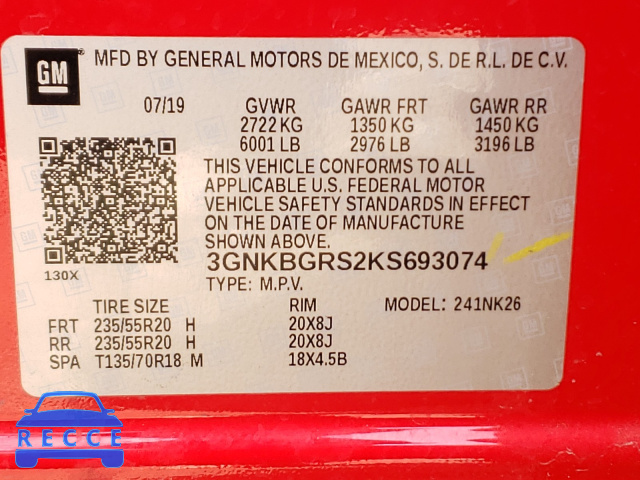 GM
MFD BY GENERAL MOTORS DE MEXICO, S. DE R.L. DE C.V.
07/19 GVWR GAWR FRT GAWR RR
2722 KG 1350 KG 1450 KG
6001 LB 2976 LB 3196 LB
THIS VEHICLE CONFORMS TO ALL
APPLICABLE U.S. FEDERAL MOTOR
VEHICLE SAFETY STANDARDS IN EFFECT
ON THE DATE OF MANUFACTURE
SHOWN ABOVE.
130X 3GNKBGRS2KS693074
TYPE: M.P.V.
TIRE SIZE RIM MODEL: 241NK26
FRT 235/55R20 H 20X8J
RR 235/55R20 H 20X8J
SPA T135/70R18 M 18X4.5B
RECCE